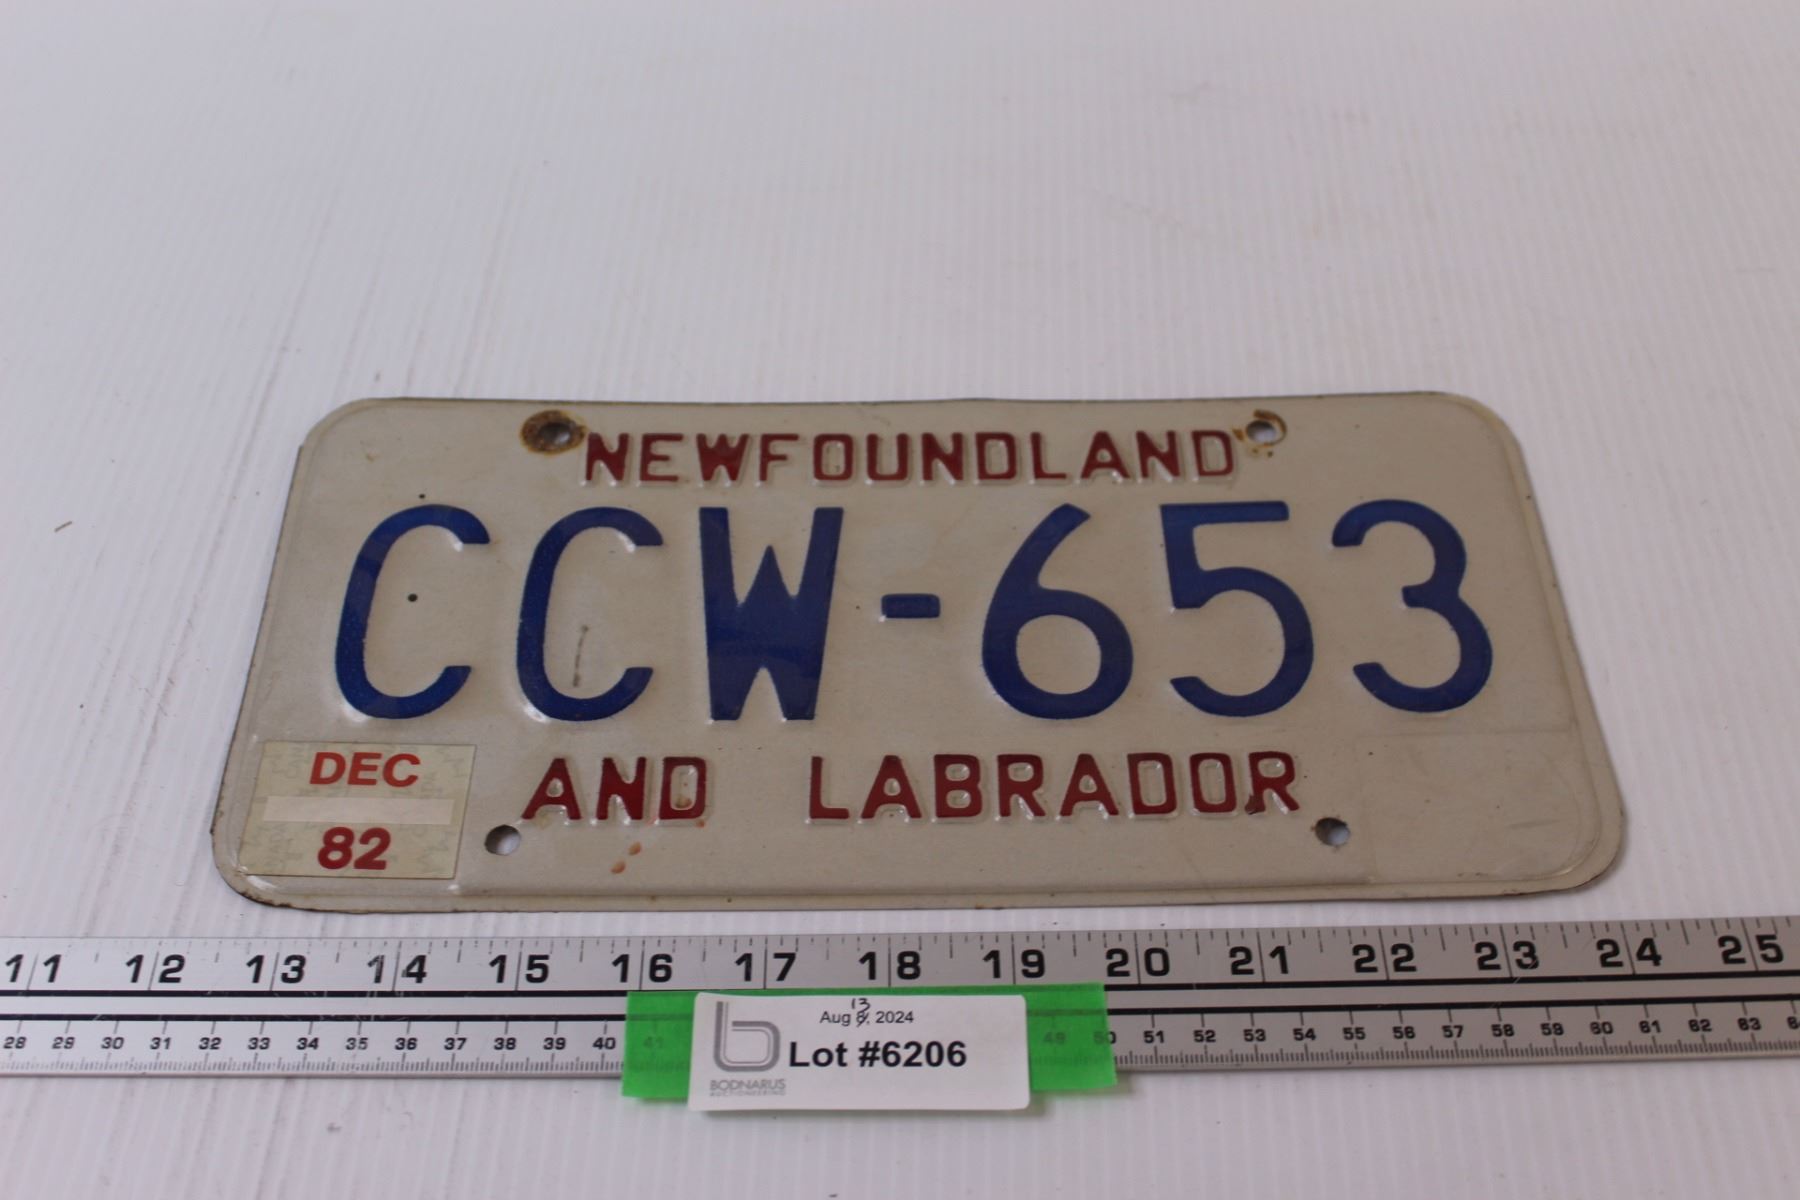 NEWFOUNDLAND
CCW-653
DEC
82
AND LABRADOR
11 12 13 14 15 16 17 18 19 20 21 22 23 24 25
28 29 30 31 32 33 34 35 36 37 38 39 40 41 49 50 51 52 53 54 55 56 57 58 59 60 61 62 63
13
Aug 8, 2024
Lot #6206
BODNARUS
AUCTIONEERING